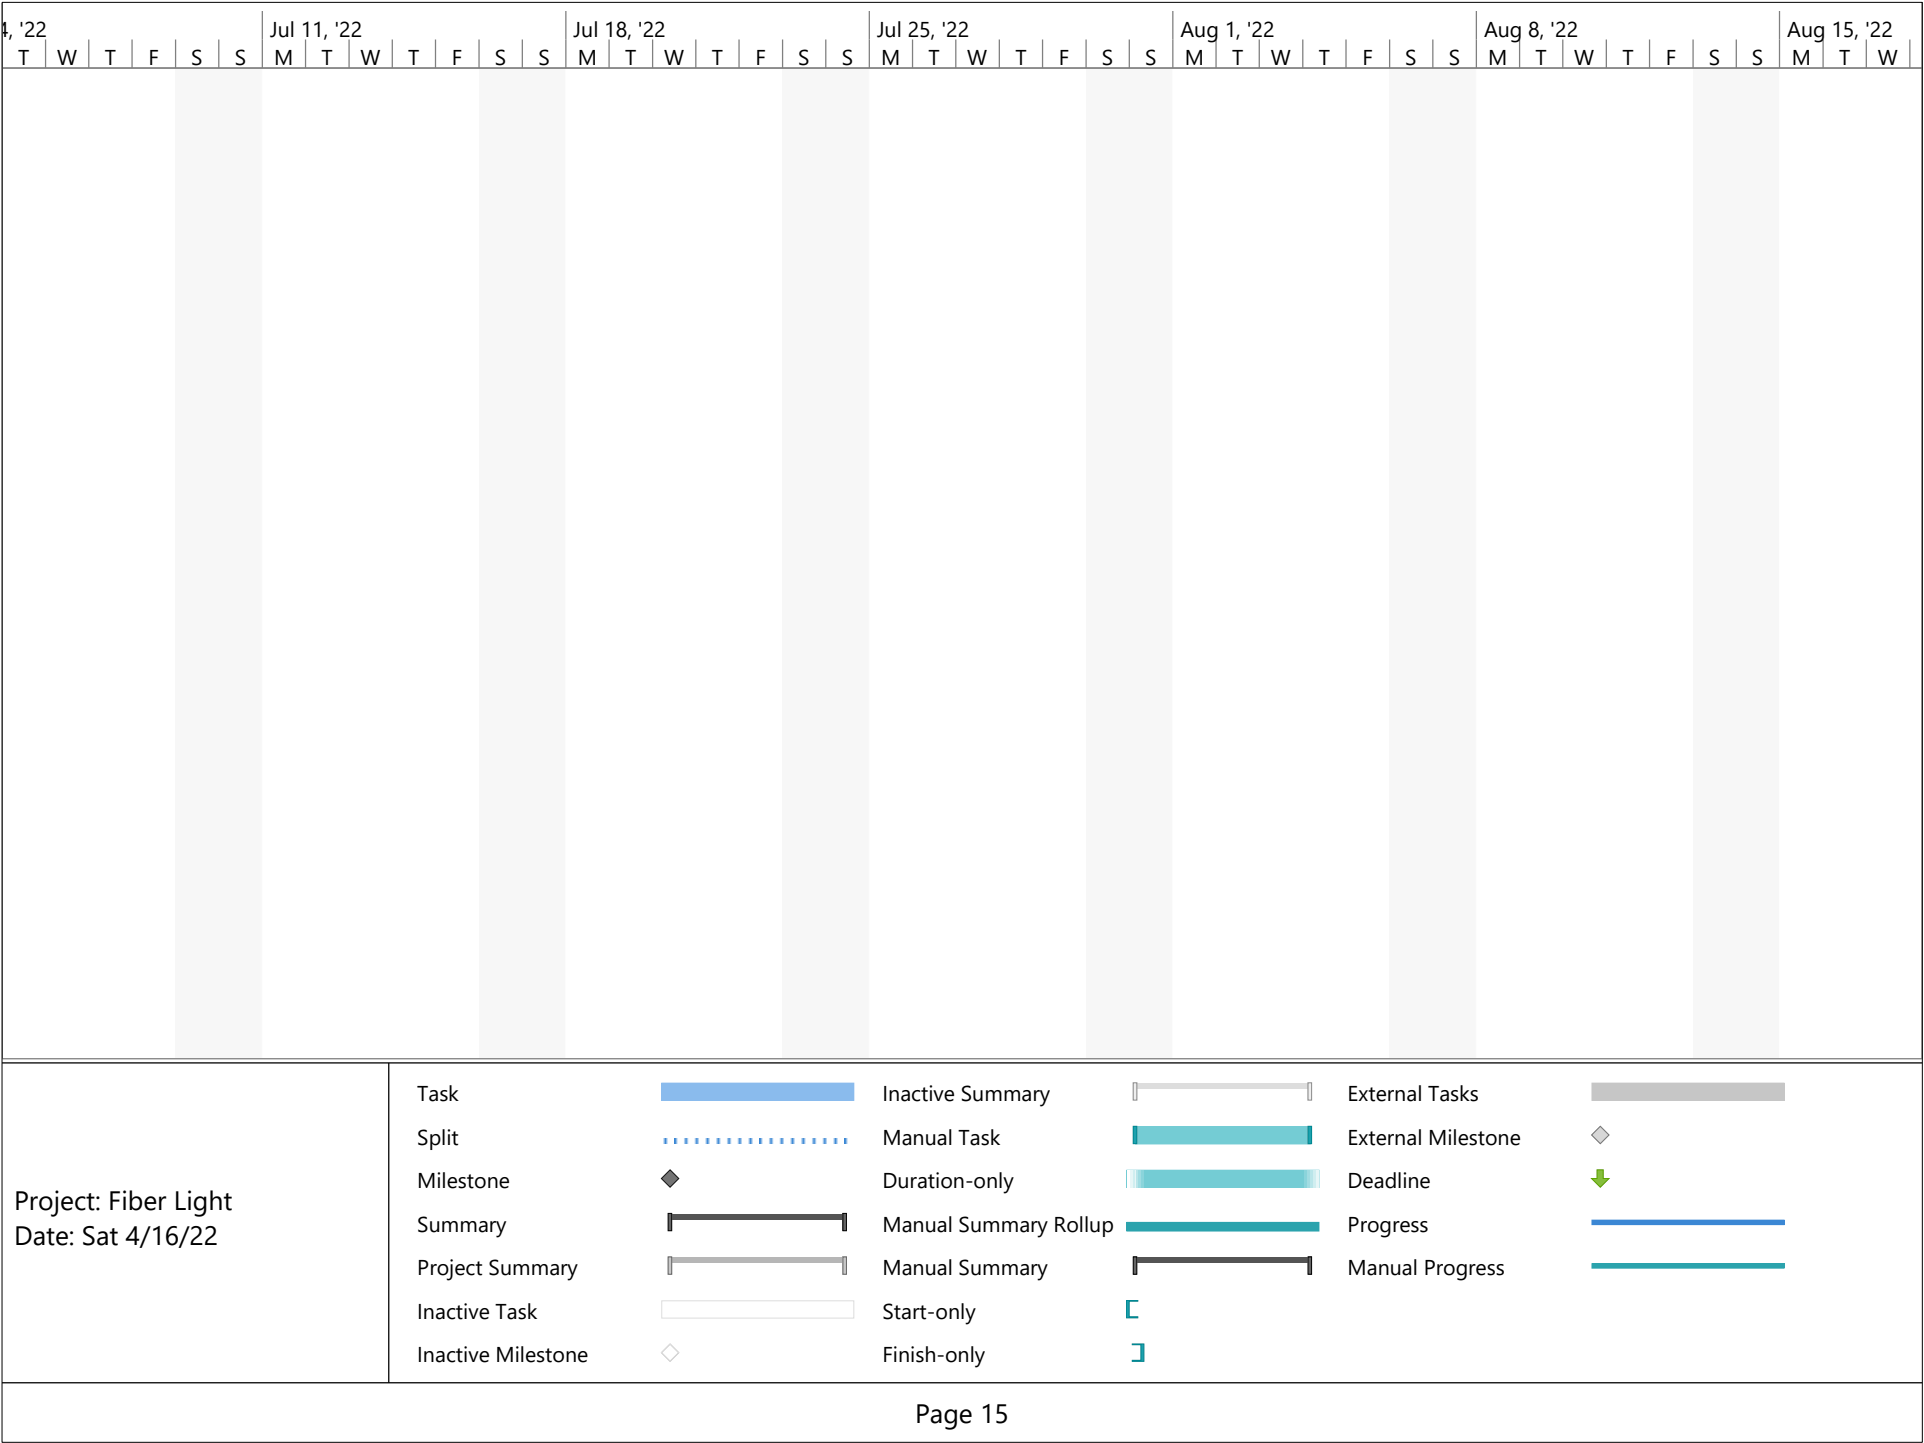 4, '22 Jul 11, '22 Jul 18, '22 Jul 25, '22 Aug 1, '22 Aug 8, '22 Aug 15, '22
T W T F S S M T W T F S S M T W T F S S M T W T F S S M T W T F S S M T W T F S S M T W
Task Inactive Summary External Tasks
Split Manual Task External Milestone
Milestone Duration-only Deadline
Summary Manual Summary Rollup Progress
Project Summary Manual Summary Manual Progress
Inactive Task Start-only
Inactive Milestone Finish-only
Project: Fiber Light
Date: Sat 4/16/22
Page 15